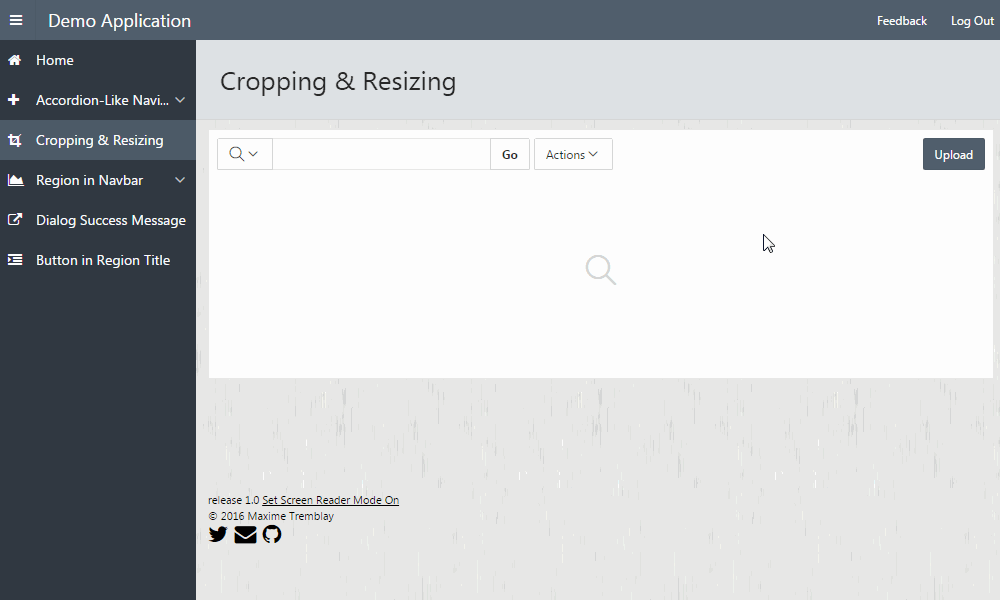 Demo Application
Feedback
Log Out
Home
Accordion-Like Navi...
Cropping & Resizing
Region in Navbar
Dialog Success Message
Button in Region Title
Cropping & Resizing
Go
Actions
Upload
release 1.0 Set Screen Reader Mode On
© 2016 Maxime Tremblay